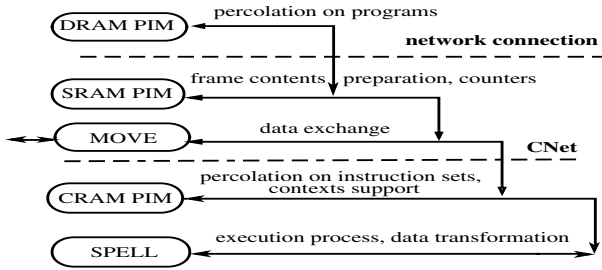 percolation on programs
DRAM PIM
network connection
frame contents preparation, counters
SRAM PIM
MOVE
data exchange
CNet
percolation on instruction sets,
contexts support
CRAM PIM
execution process, data transformation
SPELL